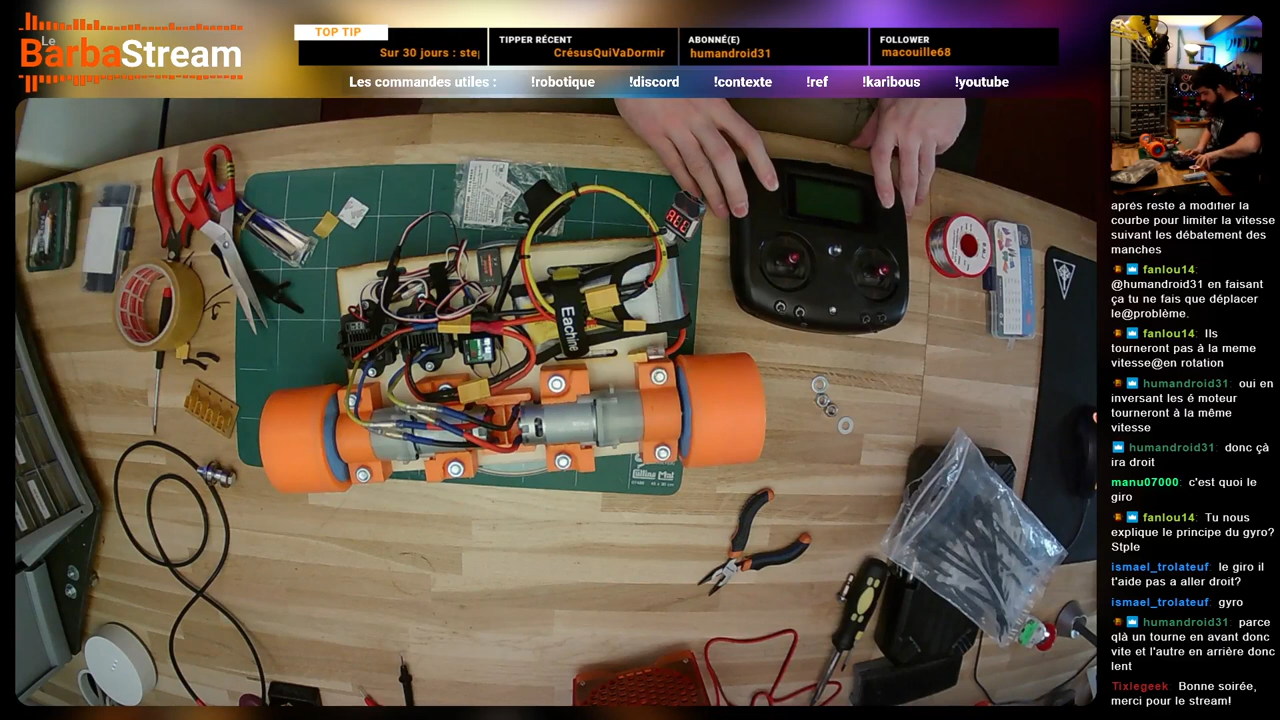 Le
BarbaStream
TOP TIP
Sur 30 jours : ste
TIPPER RÉCENT
CrésusQuiVaDormir
ABONNÉ(E)
humandroid31
FOLLOWER
macouille68
Les commandes utiles : !robotique !discord !contexte !ref !karibous !youtube
Eachine
après reste à modifier la
courbe pour limiter la vitesse
suivant les débatement des
manches
fanlou14:
@humandroid31 en faisant
ça tu ne fais que déplacer
le@problème.
fanlou14: Ils
tourneront pas à la meme
vitesse@en rotation
humandroid31: oui en
inversant les é moteur
tourneront à la même
vitesse
humandroid31: donc çà
ira droit
manu07000: c'est quoi le
giro
fanlou14: Tu nous
explique le principe du gyro?
Stple
ismael_trolateuf: le giro il
t'aide pas a aller droit?
ismael_trolateuf: gyro
humandroid31: parce
qlà un tourne en avant donc
vite et l'autre en arrière donc
lent
Tixlegeek: Bonne soirée,
merci pour le stream!